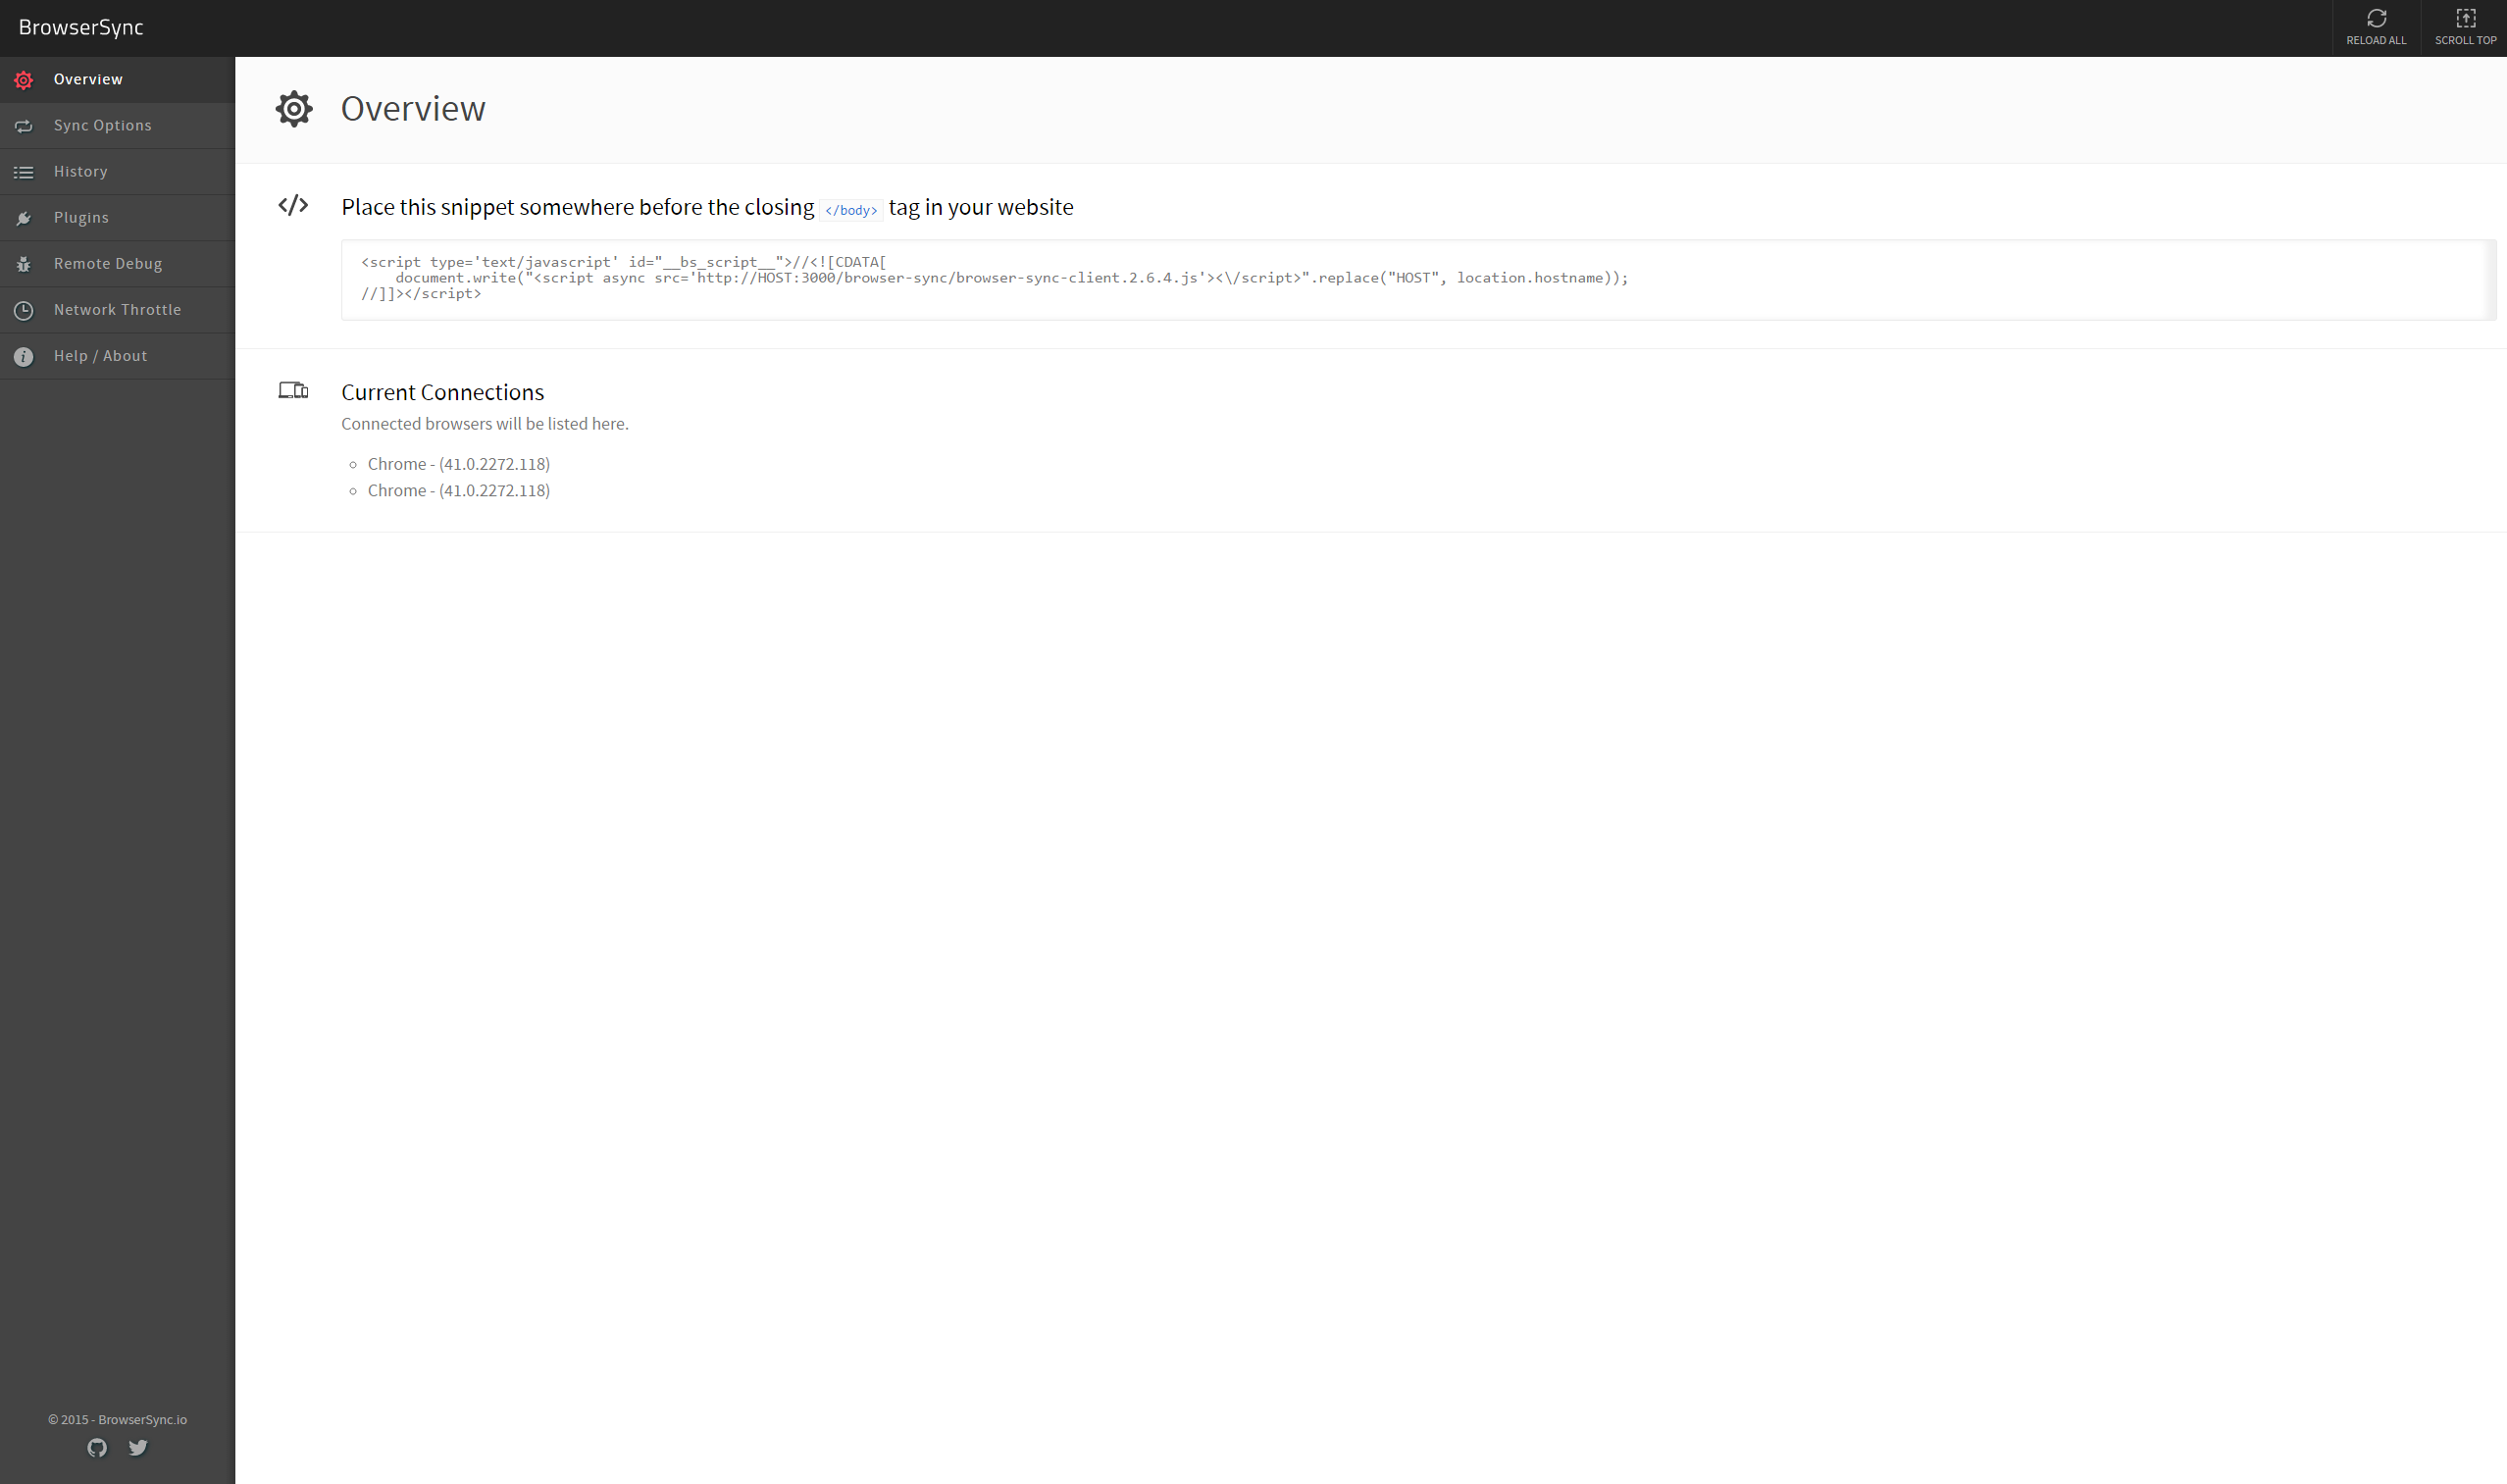 BrowserSync
RELOAD ALL
SCROLL TOP
Overview
Sync Options
History
Plugins
Remote Debug
Network Throttle
Help / About
Overview
Place this snippet somewhere before the closing </body> tag in your website
<script type='text/javascript' id="__bs_script__">//<![CDATA[
    document.write("<script async src='http://HOST:3000/browser-sync/browser-sync-client.2.6.4.js'><\/script>".replace("HOST", location.hostname));
//]]></script>
Current Connections
Connected browsers will be listed here.
Chrome - (41.0.2272.118)
Chrome - (41.0.2272.118)
© 2015 - BrowserSync.io